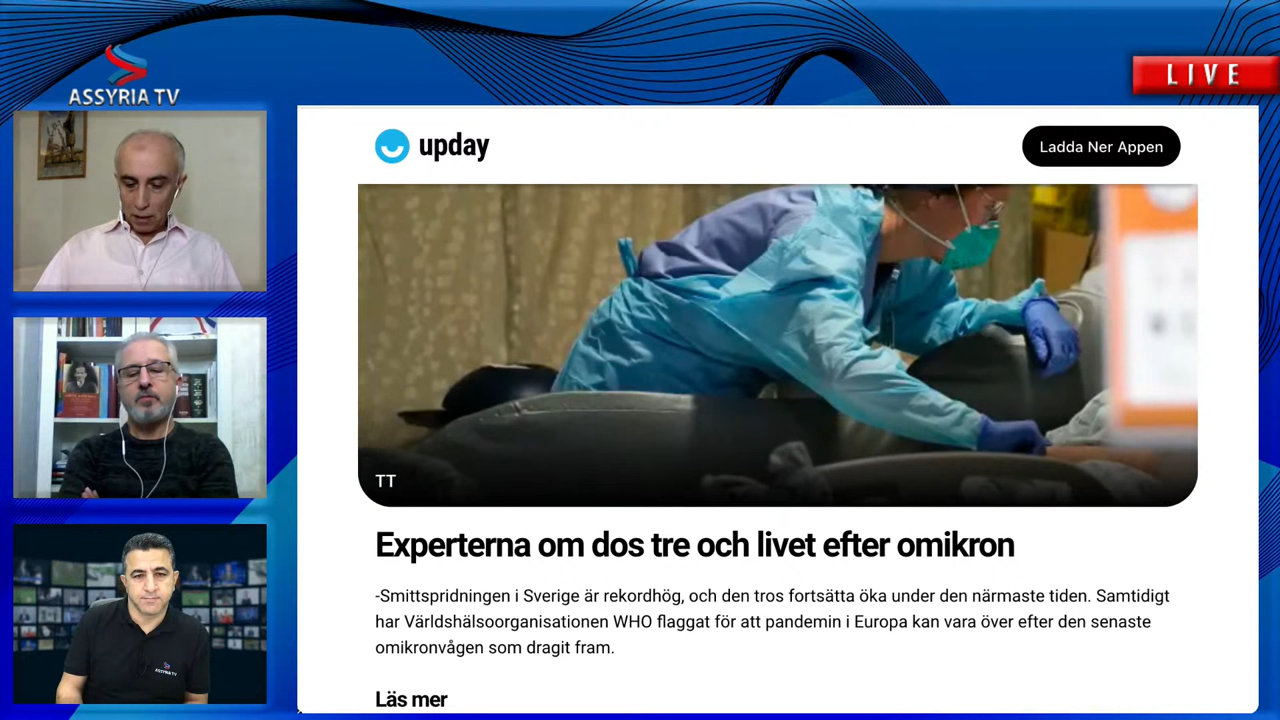 ASSYRIA TV
LIVE
upday
Ladda Ner Appen
TT
Experterna om dos tre och livet efter omikron
-Smittspridningen i Sverige är rekordhög, och den tros fortsätta öka under den närmaste tiden. Samtidigt
har Världshälsoorganisationen WHO flaggat för att pandemin i Europa kan vara över efter den senaste
omikronvågen som dragit fram.
Läs mer
ASSYRIA TV